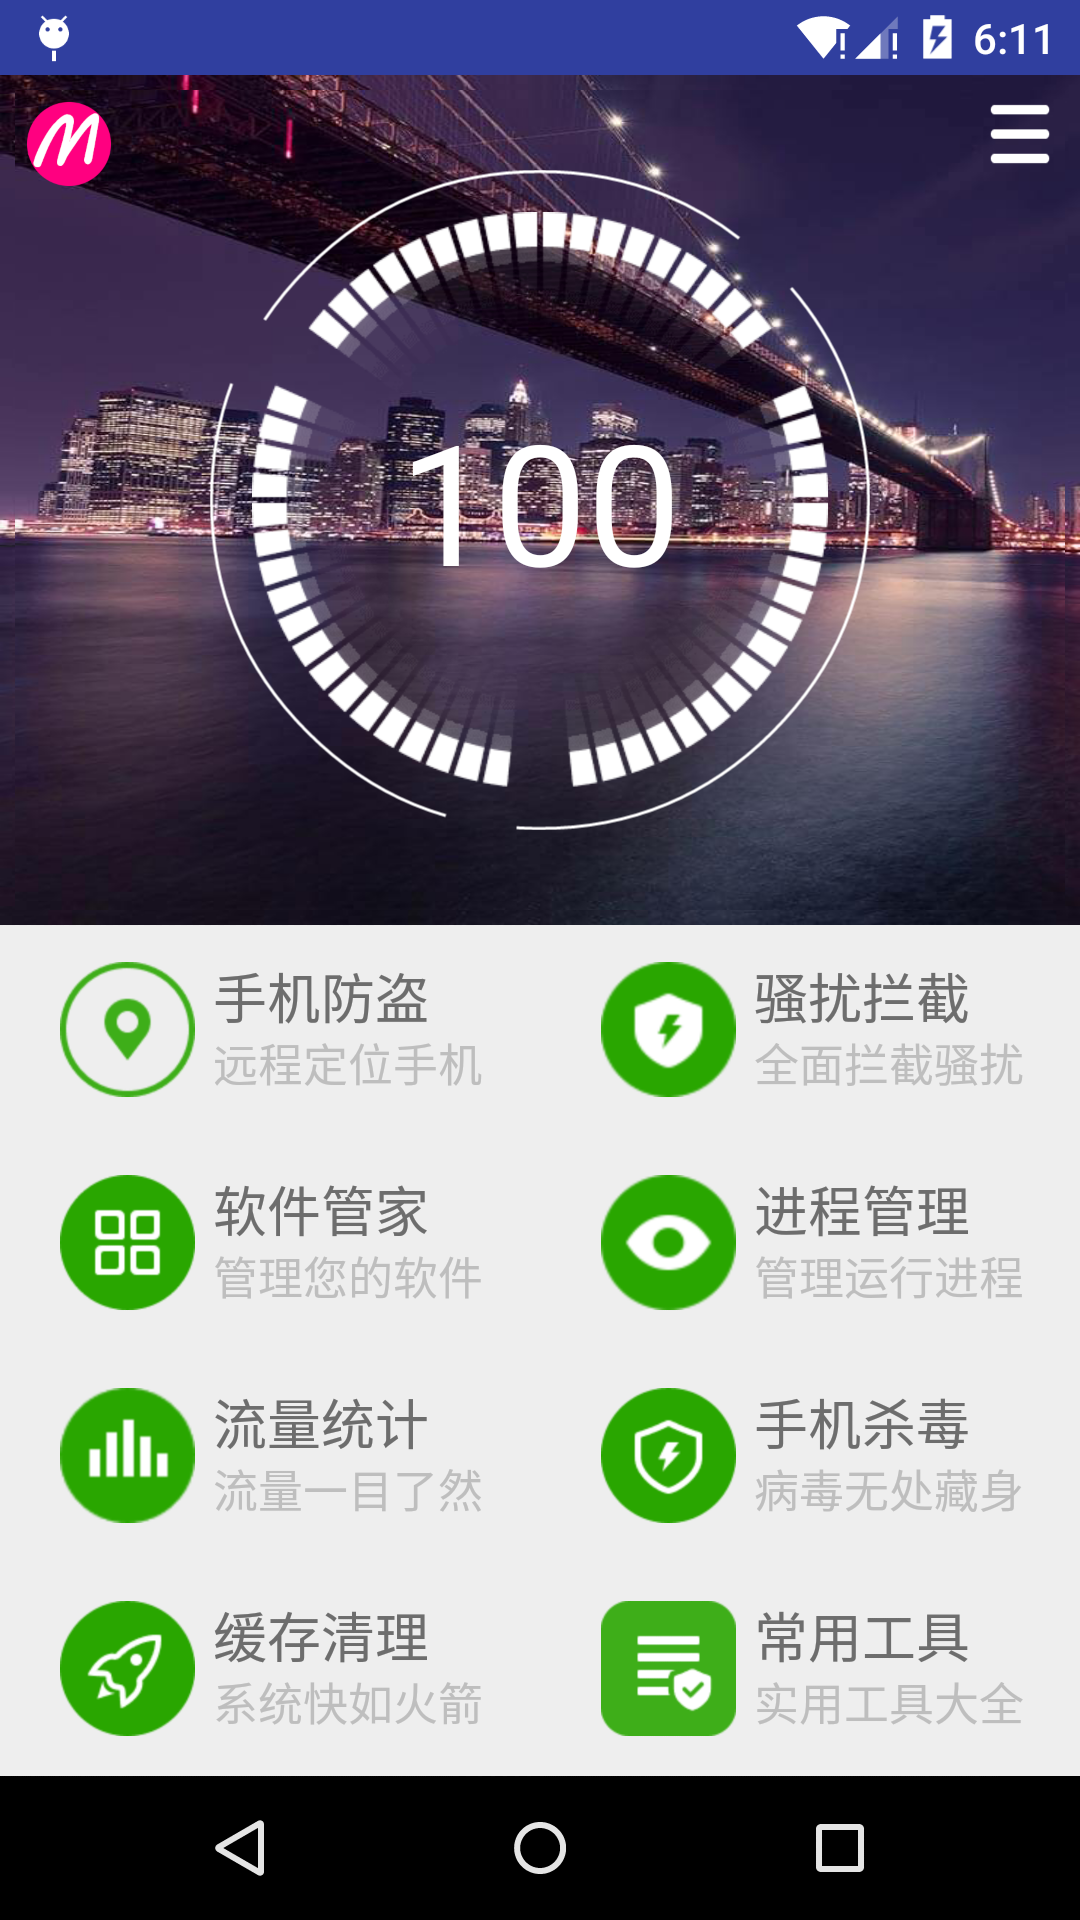 6:11
M
100
手机防盗
远程定位手机
骚扰拦截
全面拦截骚扰
软件管家
管理您的软件
进程管理
管理运行进程
流量统计
流量一目了然
手机杀毒
病毒无处藏身
缓存清理
系统快如火箭
常用工具
实用工具大全